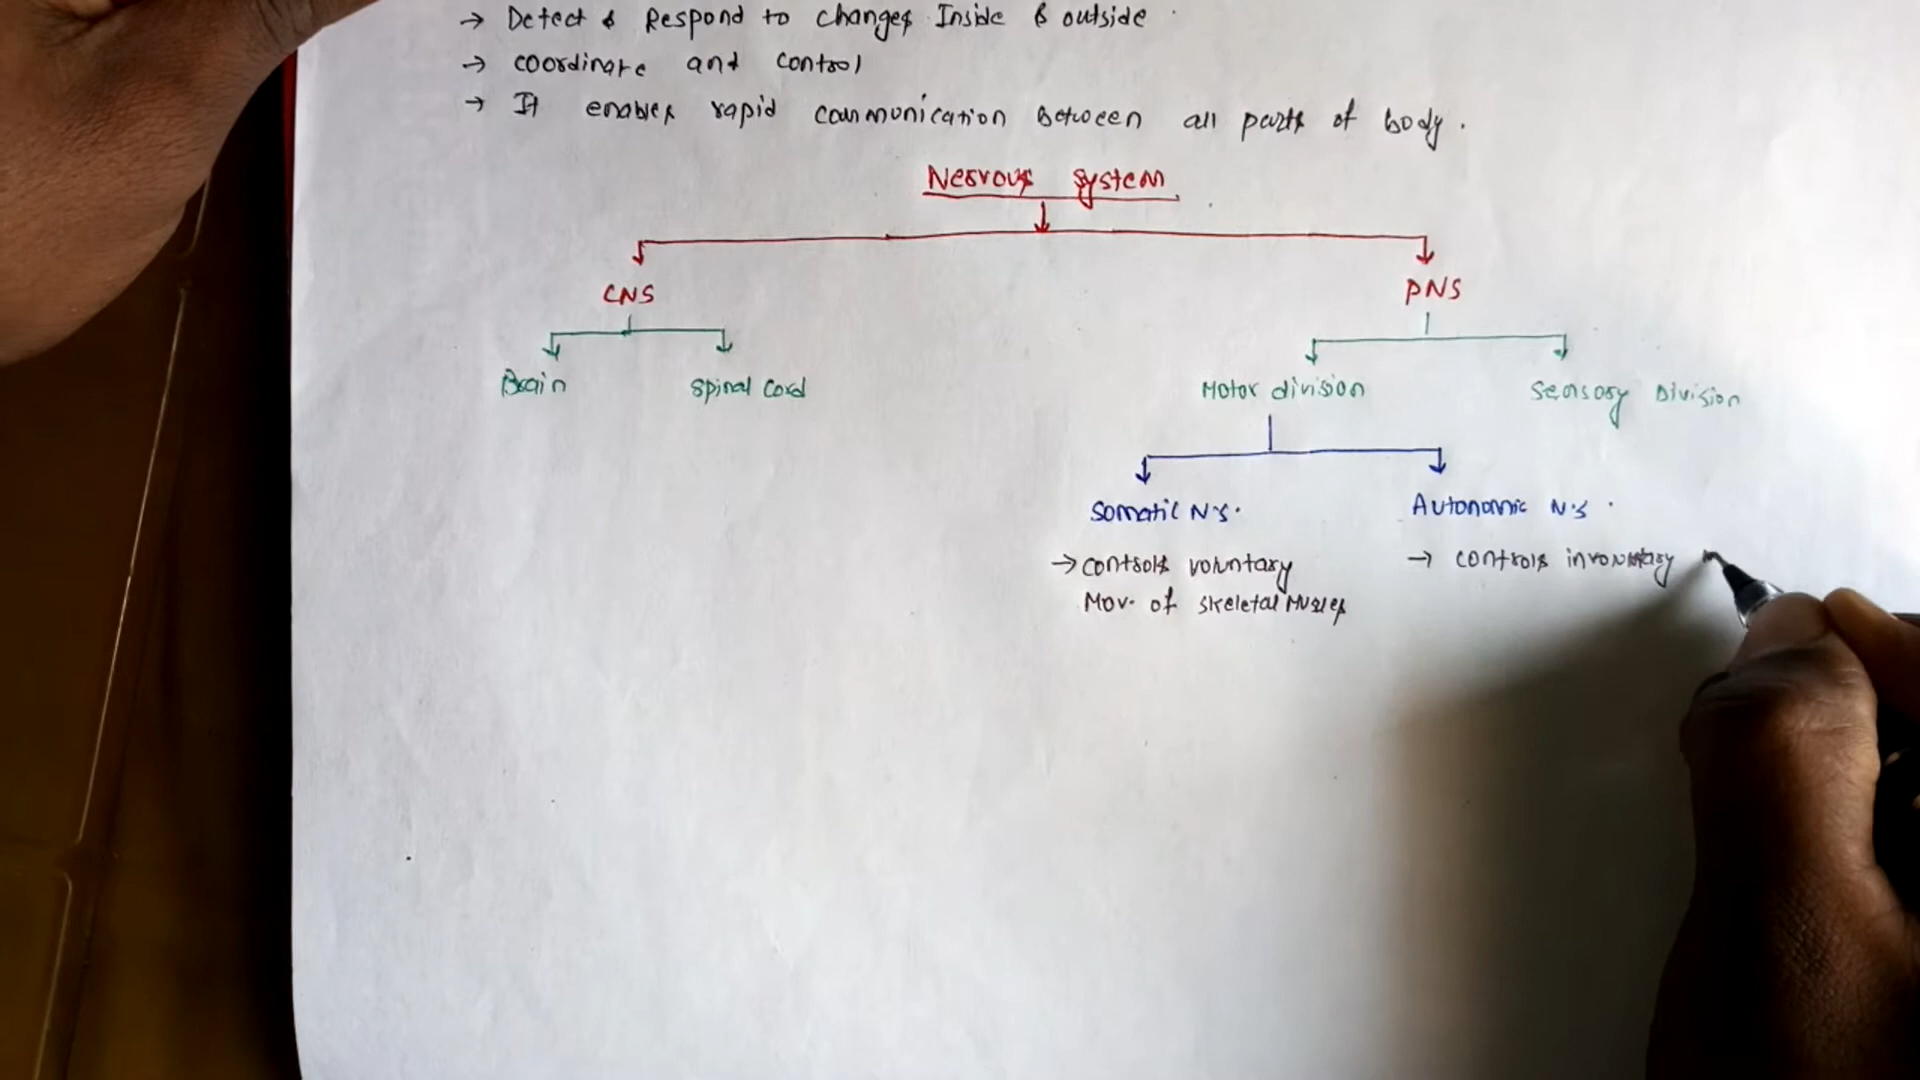 → Detect & Respond to changes Inside & outside
→ coordinate and control
→ It enables rapid communication between all parts of body.
Nervous system
CNS
PNS
Brain
spinal cord
Motor division
sensory Division
Somatic N.S.
Autonomic N.S.
→ controls voluntary
Mov. of skeletal Muscles
→ controls involuntary